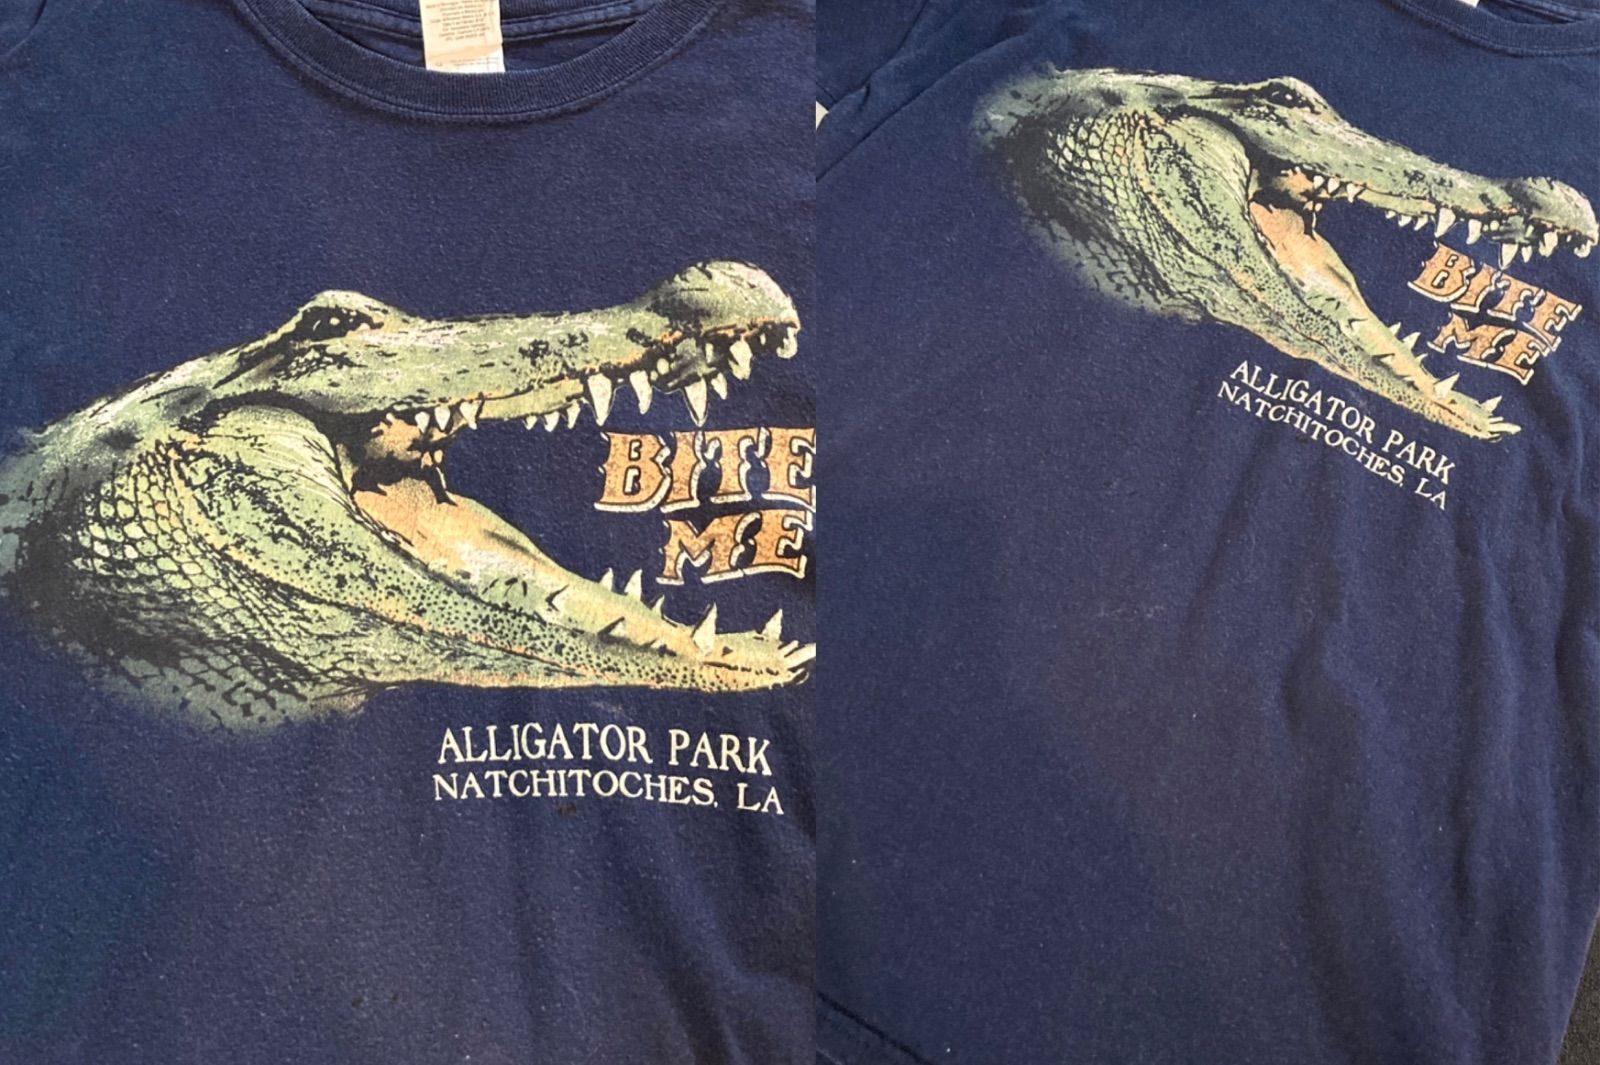 BITE
ME
ALLIGATOR PARK
NATCHITOCHES, LA
BITE
ME
ALLIGATOR PARK
NATCHITOCHES, LA